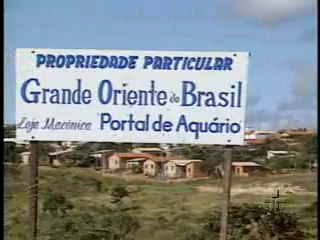 PROPRIEDADE PARTICULAR
Grande Oriente do Brasil
Loja Maçônica Portal de Aquário